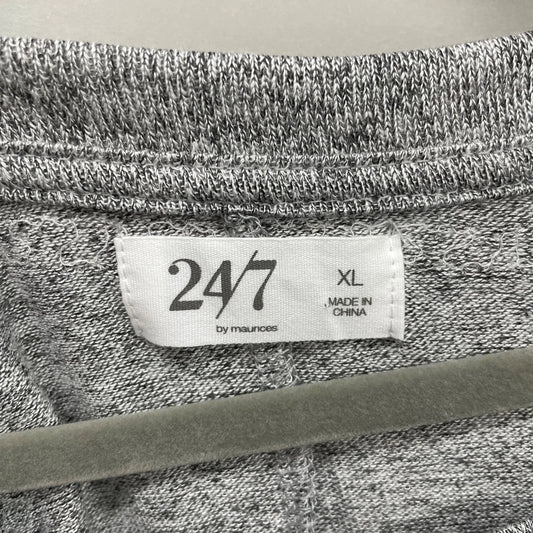 24/7
by maurices
XL
MADE IN
CHINA